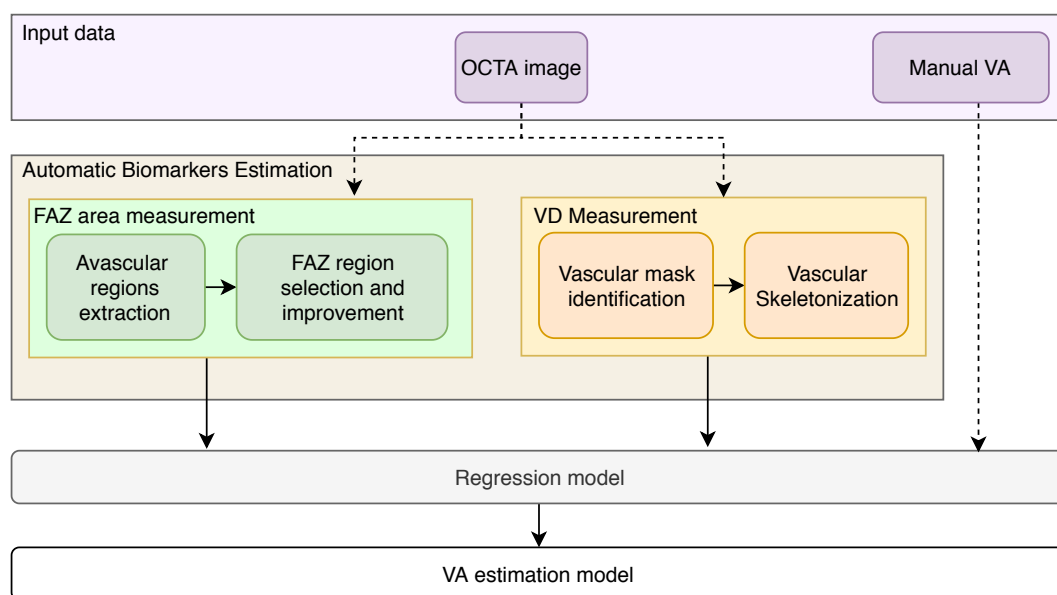 Input data
OCTA image
Manual VA
Automatic Biomarkers Estimation
FAZ area measurement
Avascular
regions
extraction
FAZ region
selection and
improvement
VD Measurement
Vascular mask
identification
Vascular
Skeletonization
Regression model
VA estimation model